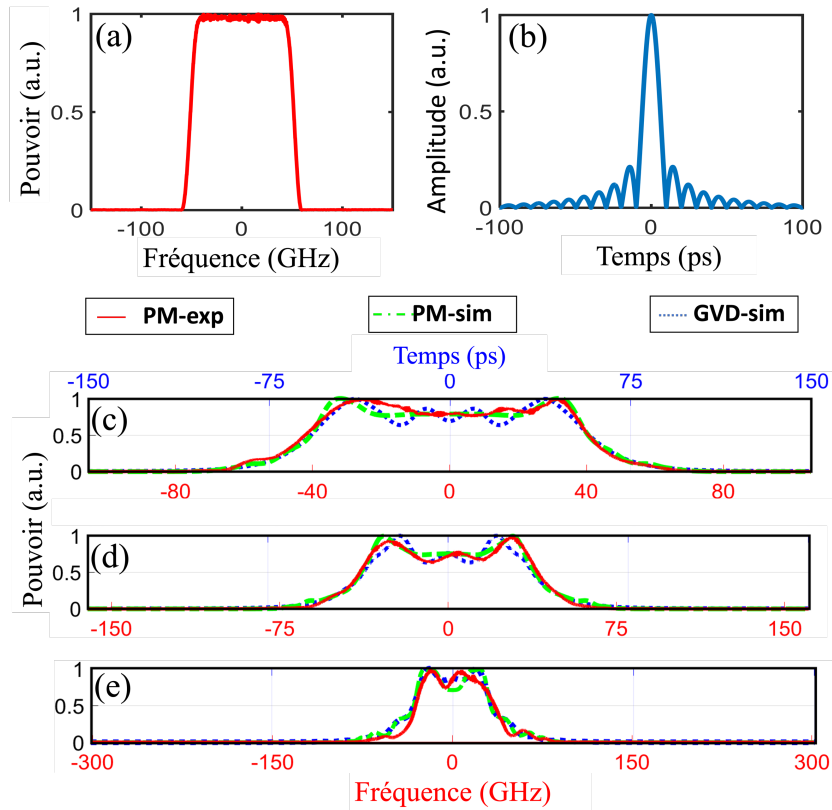 (a)
Pouvoir (a.u.)
1
0.5
0
-100 0 100
Fréquence (GHz)
(b)
Amplitude (a.u.)
1
0.5
0
-100 0 100
Temps (ps)
PM-exp PM-sim GVD-sim
Temps (ps)
-150 -75 0 75 150
Pouvoir (a.u.)
(c)
1
0.5
0
-80 -40 0 40 80
(d)
1
0.5
0
-150 -75 0 75 150
(e)
1
0.5
0
-300 -150 0 150 300
Fréquence (GHz)